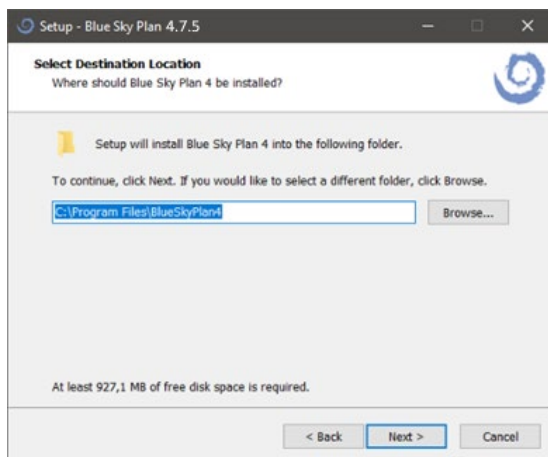 Setup - Blue Sky Plan 4.7.5
Select Destination Location
Where should Blue Sky Plan 4 be installed?
Setup will install Blue Sky Plan 4 into the following folder.
To continue, click Next. If you would like to select a different folder, click Browse.
C:\Program Files\BlueSkyPlan4
Browse...
At least 927,1 MB of free disk space is required.
< Back
Next >
Cancel